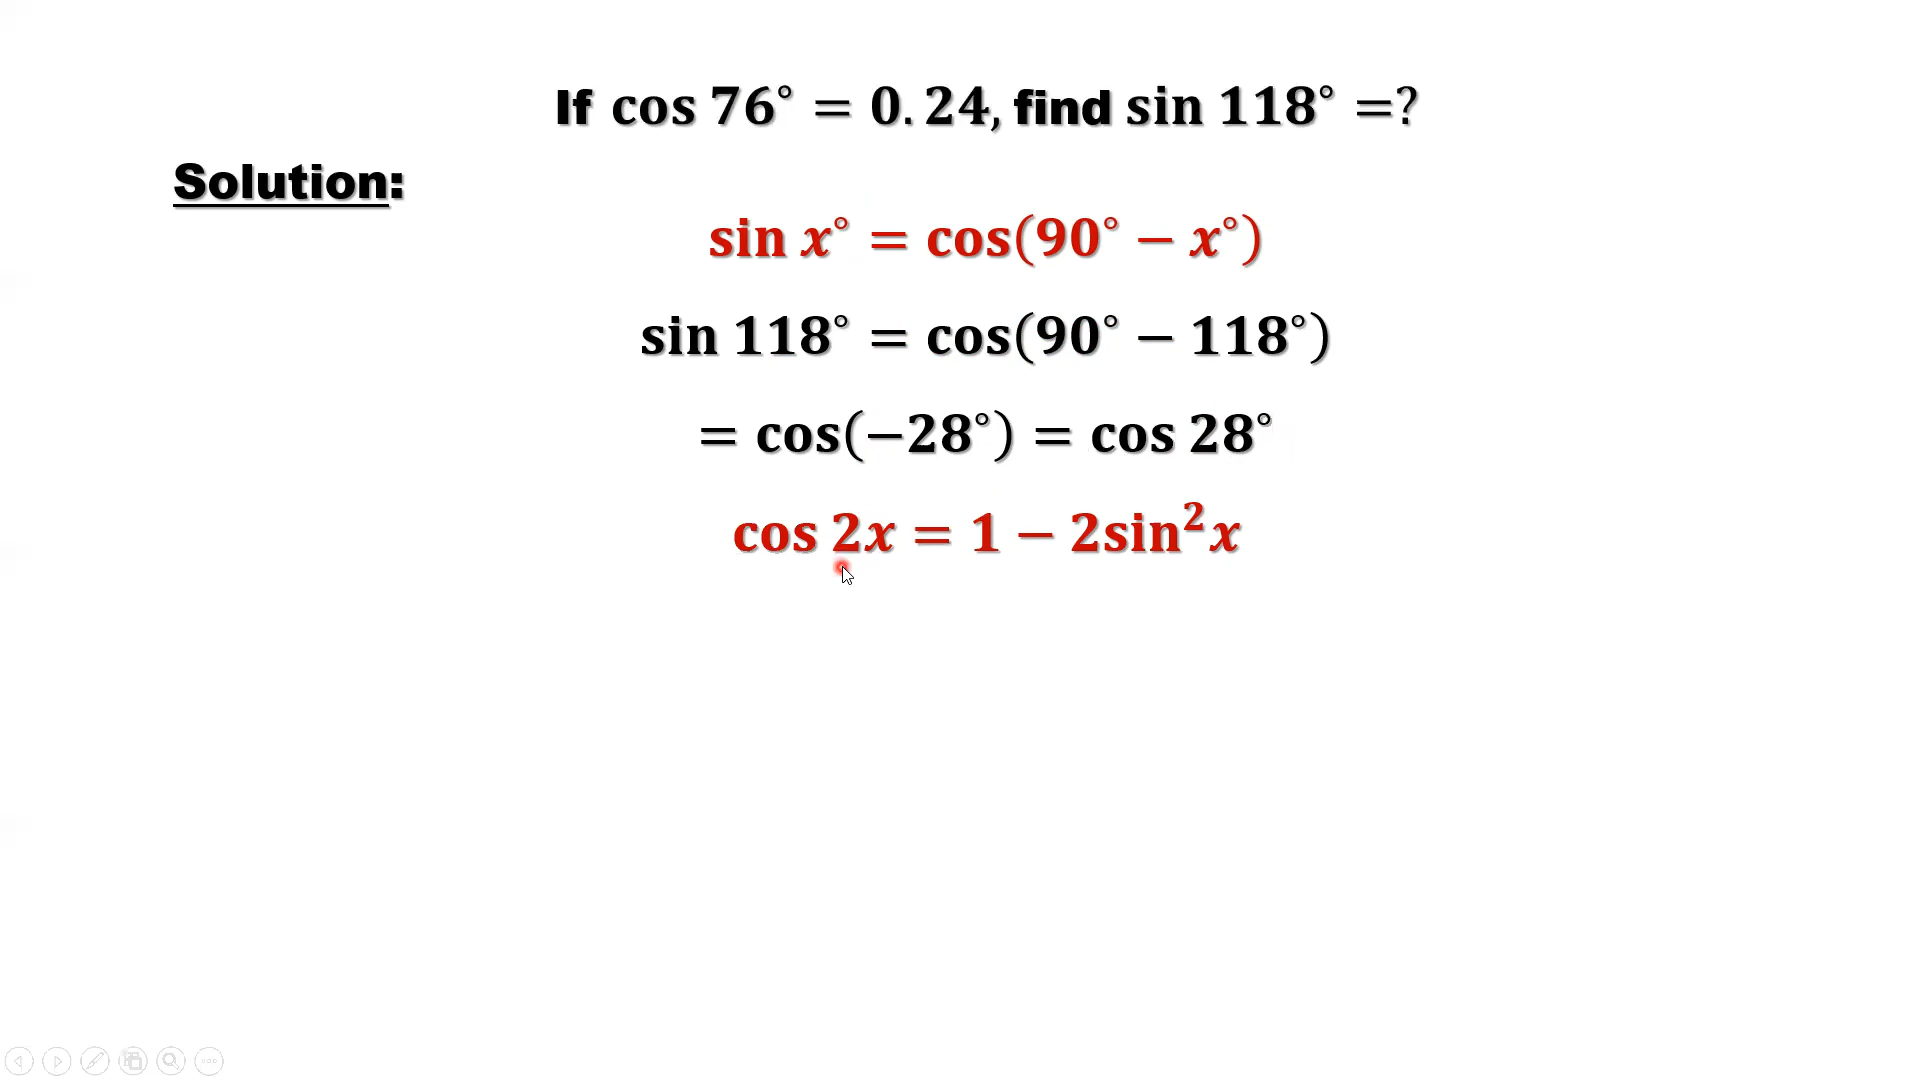 If cos 76° = 0.24, find sin 118° =?
Solution:
sin x° = cos(90° − x°)
sin 118° = cos(90° − 118°)
= cos(−28°) = cos 28°
cos 2x = 1 − 2sin²x